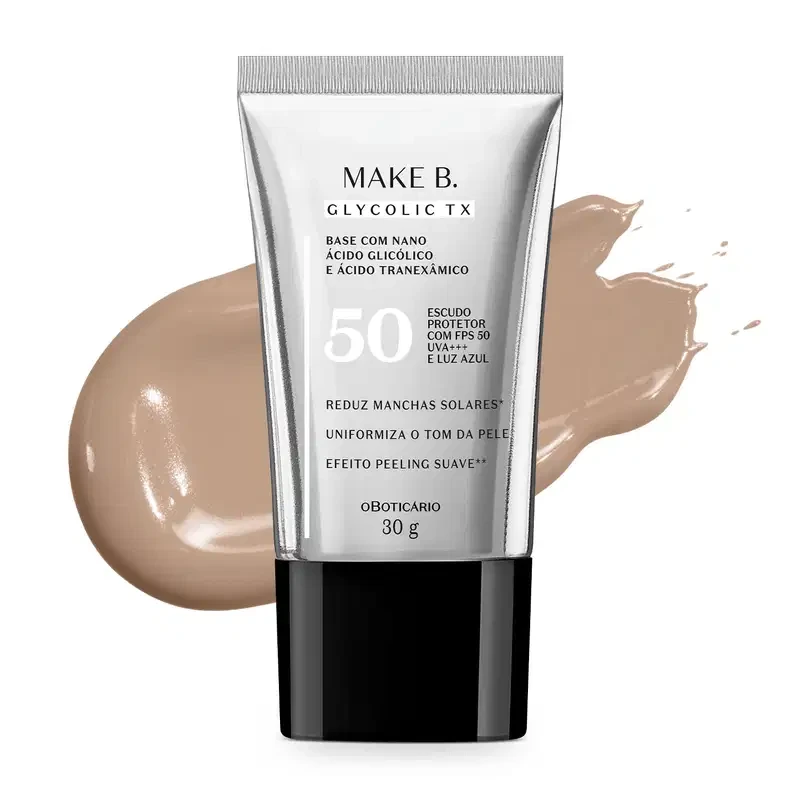 MAKE B.
GLYCOLIC TX
BASE COM NANO
ÁCIDO GLICÓLICO
E ÁCIDO TRANEXÂMICO
50
ESCUDO
PROTETOR
COM FPS 50
UVA+++
E LUZ AZUL
REDUZ MANCHAS SOLARES*
UNIFORMIZA O TOM DA PELE
EFEITO PEELING SUAVE**
oBOTICÁRIO
30 g